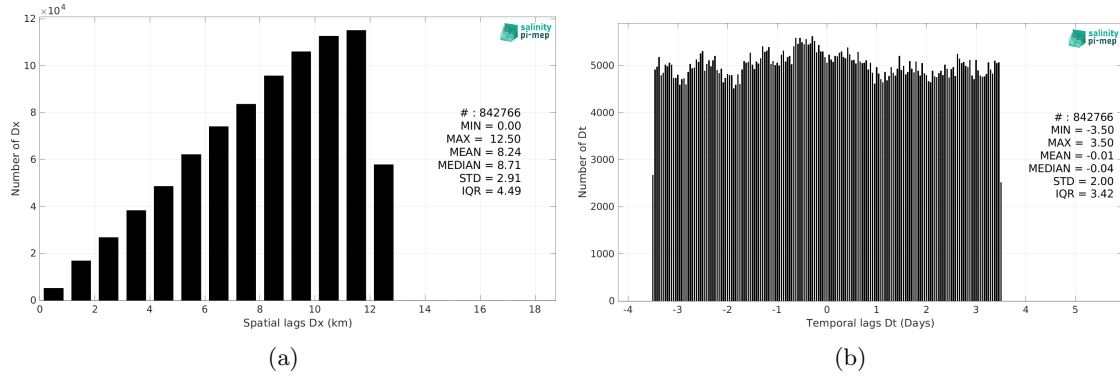 ×10⁴
12
10
8
6
4
2
0
Number of Dx
0 2 4 6 8 10 12 14 16 18
Spatial lags Dx (km)
salinity
pi-mep
# : 842766
MIN = 0.00
MAX = 12.50
MEAN = 8.24
MEDIAN = 8.71
STD = 2.91
IQR = 4.49
(a)
5000
4000
3000
2000
1000
0
Number of Dt
-4 -3 -2 -1 0 1 2 3 4 5
Temporal lags Dt (Days)
salinity
pi-mep
# : 842766
MIN = -3.50
MAX = 3.50
MEAN = -0.01
MEDIAN = -0.04
STD = 2.00
IQR = 3.42
(b)